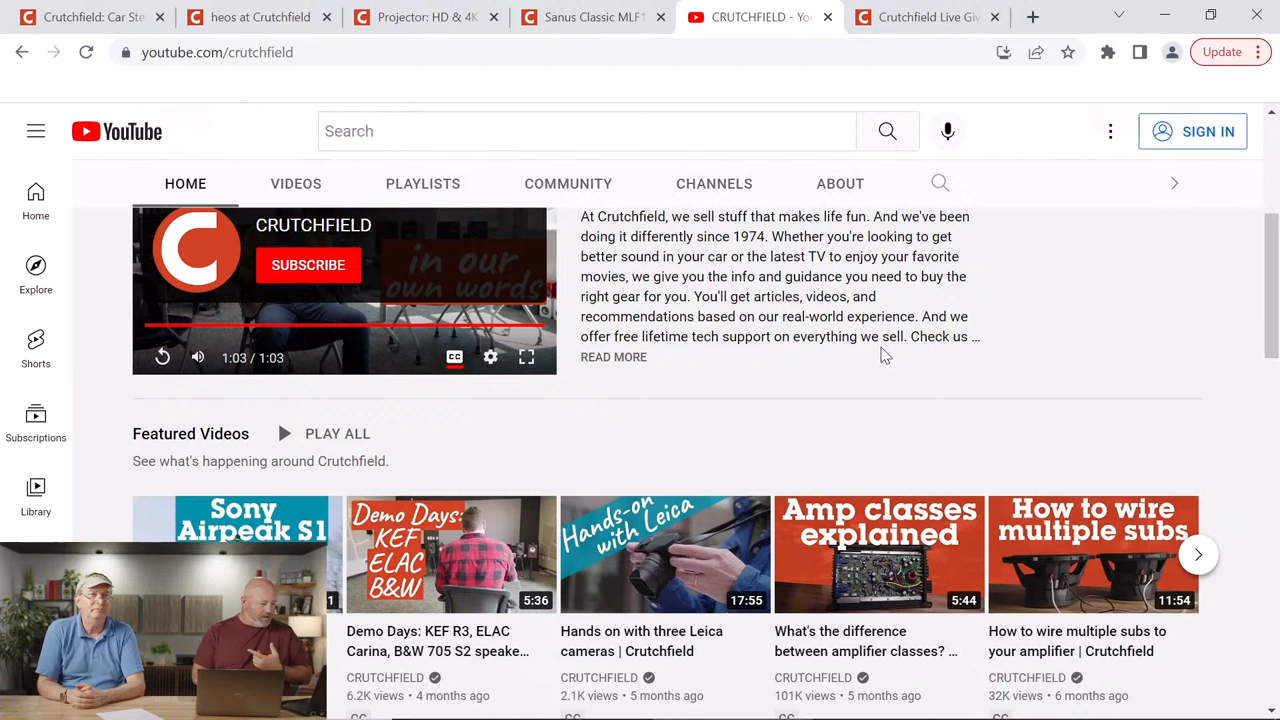 Crutchfield: Car Ste
heos at Crutchfield
Projector: HD & 4K
Sanus Classic MLF1
CRUTCHFIELD - You
Crutchfield Live Giv
youtube.com/crutchfield
Update
YouTube
Search
SIGN IN
HOME VIDEOS PLAYLISTS COMMUNITY CHANNELS ABOUT
Home
Explore
Shorts
Subscriptions
Library
C
CRUTCHFIELD
SUBSCRIBE
in our
own words
1:03 / 1:03
CC
At Crutchfield, we sell stuff that makes life fun. And we've been
doing it differently since 1974. Whether you're looking to get
better sound in your car or the latest TV to enjoy your favorite
movies, we give you the info and guidance you need to buy the
right gear for you. You'll get articles, videos, and
recommendations based on our real-world experience. And we
offer free lifetime tech support on everything we sell. Check us ...
READ MORE
Featured Videos PLAY ALL
See what's happening around Crutchfield.
Sony
Airpeak S1
1
Demo Days:
KEF
ELAC
B&W
5:36
Demo Days: KEF R3, ELAC
Carina, B&W 705 S2 speake...
CRUTCHFIELD
6.2K views • 4 months ago
Hands-on
with Leica
17:55
Hands on with three Leica
cameras | Crutchfield
CRUTCHFIELD
2.1K views • 5 months ago
Amp classes
explained
5:44
What's the difference
between amplifier classes? ...
CRUTCHFIELD
101K views • 5 months ago
How to wire
multiple subs
11:54
How to wire multiple subs to
your amplifier | Crutchfield
CRUTCHFIELD
32K views • 6 months ago